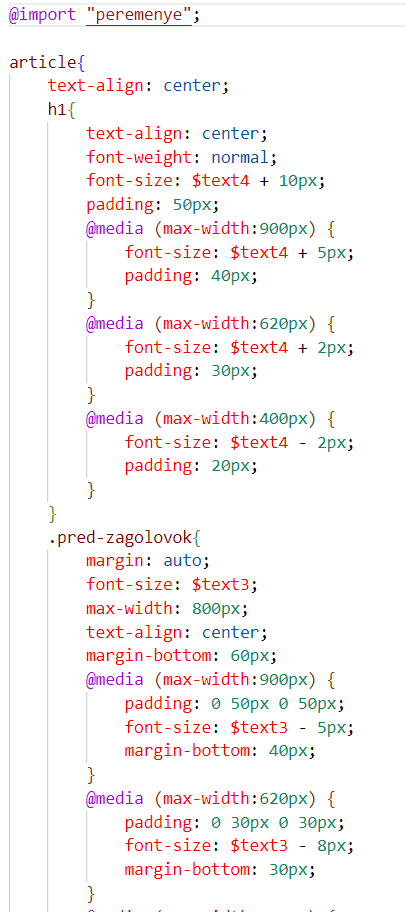 @import "peremenye";
article{
text-align: center;
h1{
text-align: center;
font-weight: normal;
font-size: $text4 + 10px;
padding: 50px;
@media (max-width:900px) {
font-size: $text4 + 5px;
padding: 40px;
}
@media (max-width:620px) {
font-size: $text4 + 2px;
padding: 30px;
}
@media (max-width:400px) {
font-size: $text4 - 2px;
padding: 20px;
}
}
.pred-zagolovok{
margin: auto;
font-size: $text3;
max-width: 800px;
text-align: center;
margin-bottom: 60px;
@media (max-width:900px) {
padding: 0 50px 0 50px;
font-size: $text3 - 5px;
margin-bottom: 40px;
}
@media (max-width:620px) {
padding: 0 30px 0 30px;
font-size: $text3 - 8px;
margin-bottom: 30px;
}